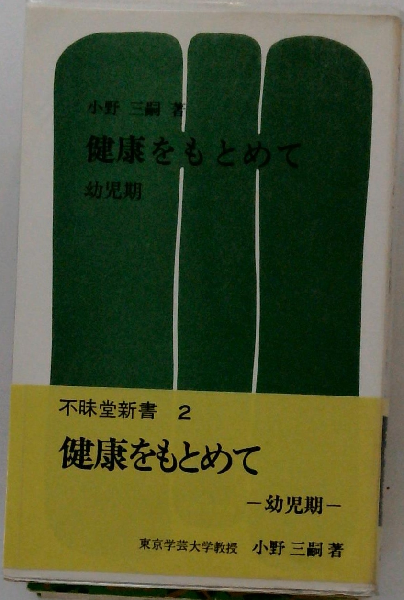 小野 三嗣 著
健康をもとめて
幼児期
不昧堂新書 2
健康をもとめて
―幼児期―
東京学芸大学教授 小野 三嗣 著